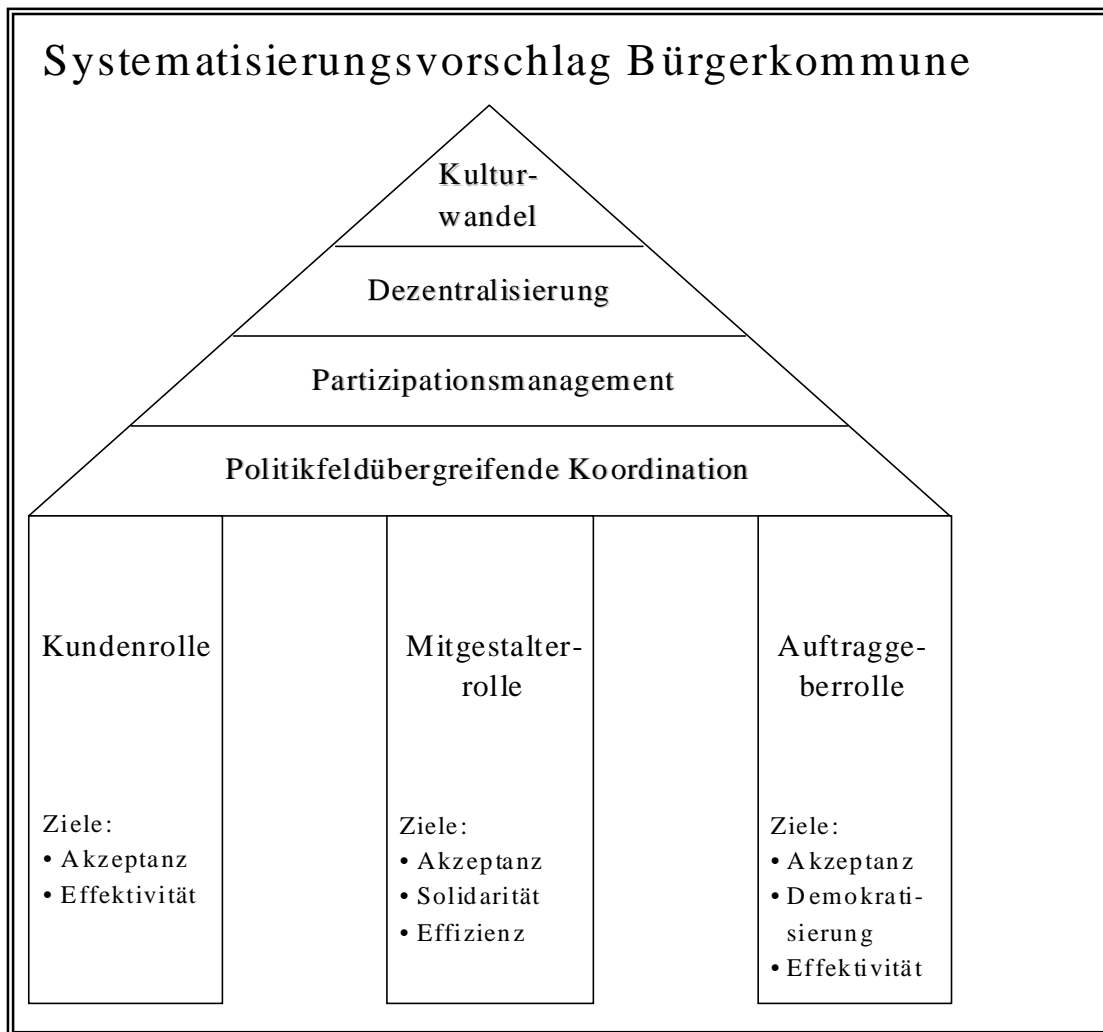 Systematisierungsvorschlag Bürgerkommune
Kultur-
wandel
Dezentralisierung
Partizipationsmanagement
Politikfeldübergreifende Koordination
Kundenrolle
Ziele:
• Akzeptanz
• Effektivität
Mitgestalter-
rolle
Ziele:
• Akzeptanz
• Solidarität
• Effizienz
Auftragge-
berrolle
Ziele:
• Akzeptanz
• Demokrati-
sierung
• Effektivität